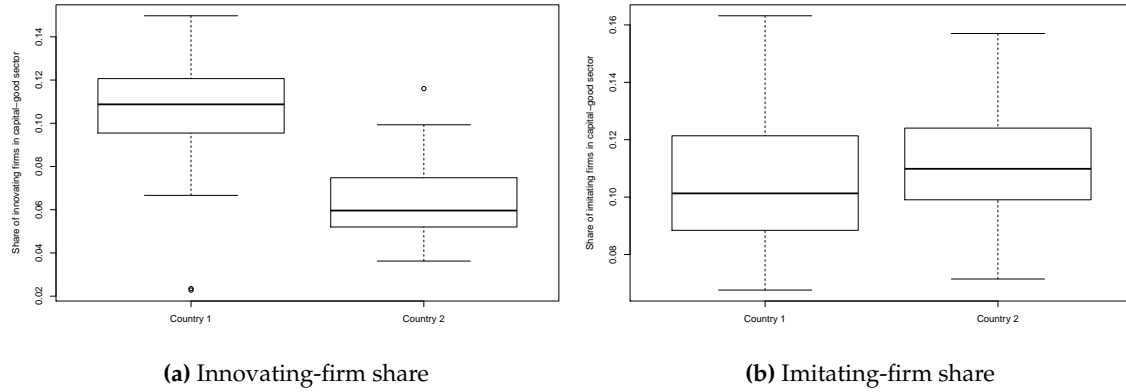 Share of innovating firms in capital−good sector
0.14
0.12
0.10
0.08
0.06
0.04
0.02
Country 1
Country 2
(a) Innovating-firm share
Share of imitating firms in capital−good sector
0.16
0.14
0.12
0.10
0.08
Country 1
Country 2
(b) Imitating-firm share